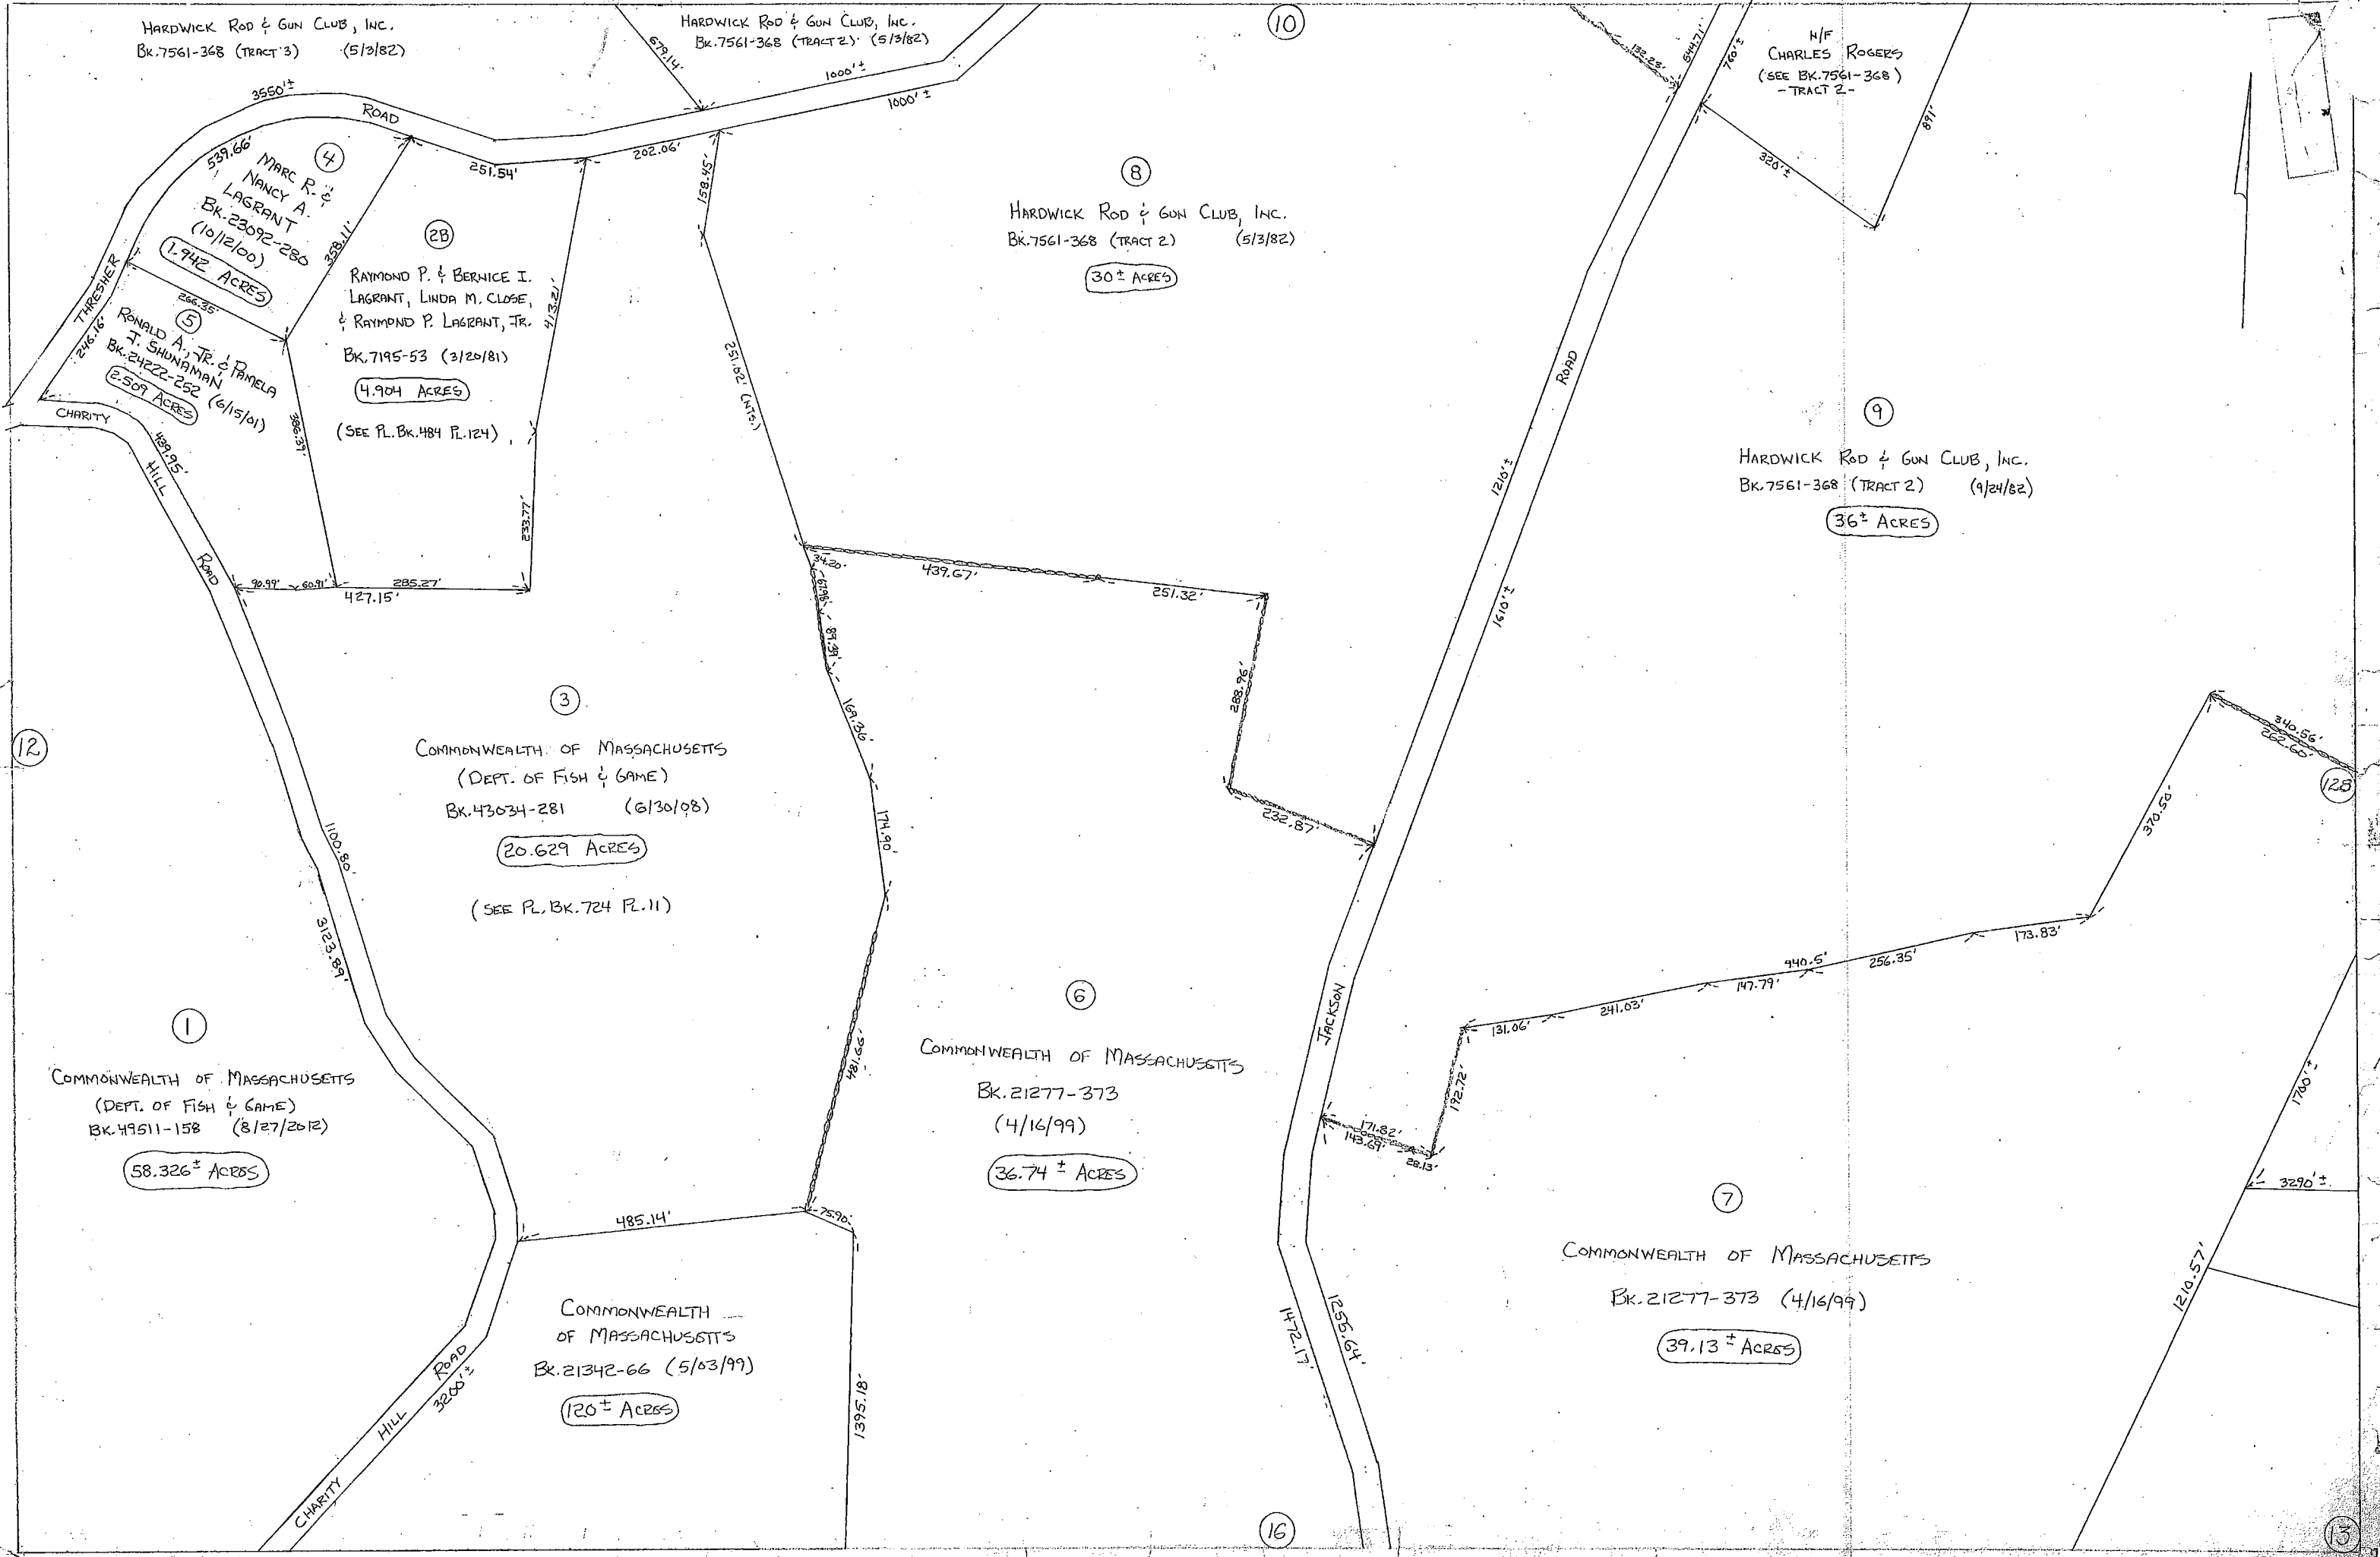 HARDWICK ROD & GUN CLUB, INC.
BK.7561-368 (TRACT 3) (5/3/82)
HARDWICK ROD & GUN CLUB, INC.
BK.7561-368 (TRACT 2) (5/3/82)
679.14'
1000'±
1000'±
10
132.23'
644.71'
760'±
N/F
CHARLES ROGERS
(SEE BK.7561-368)
-TRACT 2-
891'
320'±
3550'±
ROAD
THRESHER
539.66'
4
MARC R. &
NANCY A.
LAGRANT
BK.23092-280
(10/12/00)
1.942 ACRES
358.11'
266.35'
246.16'
5
RONALD A., JR. & PAMELA
J. SHUNAMAN
BK.24222-252 (6/15/01)
2.509 ACRES
386.39'
251.54'
202.06'
158.45'
2B
RAYMOND P. & BERNICE I.
LAGRANT, LINDA M. CLOSE,
& RAYMOND P. LAGRANT, JR.
BK.7195-53 (3/20/81)
4.904 ACRES
(SEE PL.BK.484 PL.124)
413.21'
233.77'
251.02' (NTS.)
8
HARDWICK ROD & GUN CLUB, INC.
BK.7561-368 (TRACT 2) (5/3/82)
30± ACRES
ROAD
1210'±
1610'±
9
HARDWICK ROD & GUN CLUB, INC.
BK.7561-368 (TRACT 2) (9/24/82)
36± ACRES
CHARITY
HILL
ROAD
439.95'
90.99'
60.91'
285.27'
427.15'
34.20'
67.98'
89.39'
169.36'
174.90'
439.67'
251.32'
288.96'
232.87'
12
3
COMMONWEALTH OF MASSACHUSETTS
(DEPT. OF FISH & GAME)
BK.43034-281 (6/30/08)
20.629 ACRES
(SEE PL.BK.724 PL.11)
1100.80'
3123.89'
481.66'
340.56'
262.60'
128
370.50'
173.83'
256.35'
940.5'
147.79'
241.03'
131.06'
192.72'
171.82'
143.69'
28.13'
JACKSON
1
COMMONWEALTH OF MASSACHUSETTS
(DEPT. OF FISH & GAME)
BK.49511-158 (8/27/2012)
58.326± ACRES
6
COMMONWEALTH OF MASSACHUSETTS
BK.21277-373
(4/16/99)
36.74± ACRES
7
COMMONWEALTH OF MASSACHUSETTS
BK.21277-373 (4/16/99)
39.13± ACRES
1700'±
3290'±
1210.57'
485.14'
75.90'
COMMONWEALTH
OF MASSACHUSETTS
BK.21342-66 (5/03/99)
120± ACRES
1395.18'
1472.17'
1255.64'
ROAD
3200'±
HILL
CHARITY
16
13